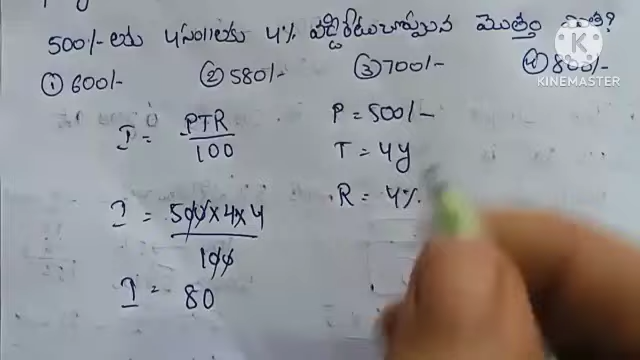 500/- లకు 4సం॥లకు 4% వడ్డీరేటు చొప్పున మొత్తం ఎంత?
① 600/- ② 580/- ③ 700/- ④ 800/-
KINEMASTER
I = PTR / 100 P = 500/-
T = 4y
I = 500 × 4 × 4 / 100 R = 4%.
I = 80